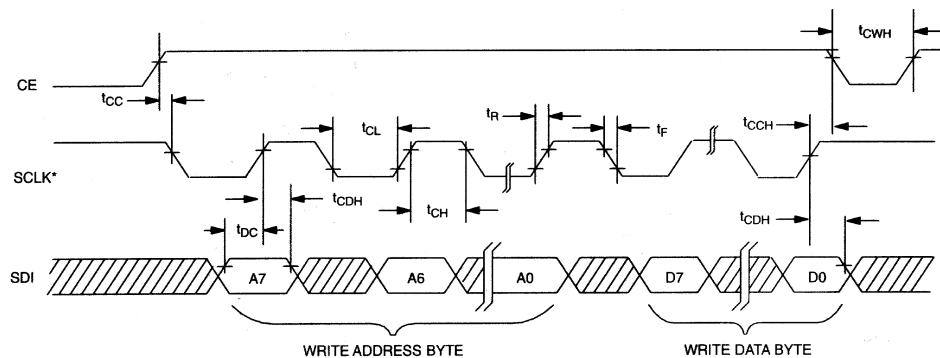 tCWH
CE
tCC
tCL
tR
tF
tCCH
SCLK*
tCDH
tCH
tCDH
tDC
SDI
A7
A6
A0
D7
D0
WRITE ADDRESS BYTE
WRITE DATA BYTE